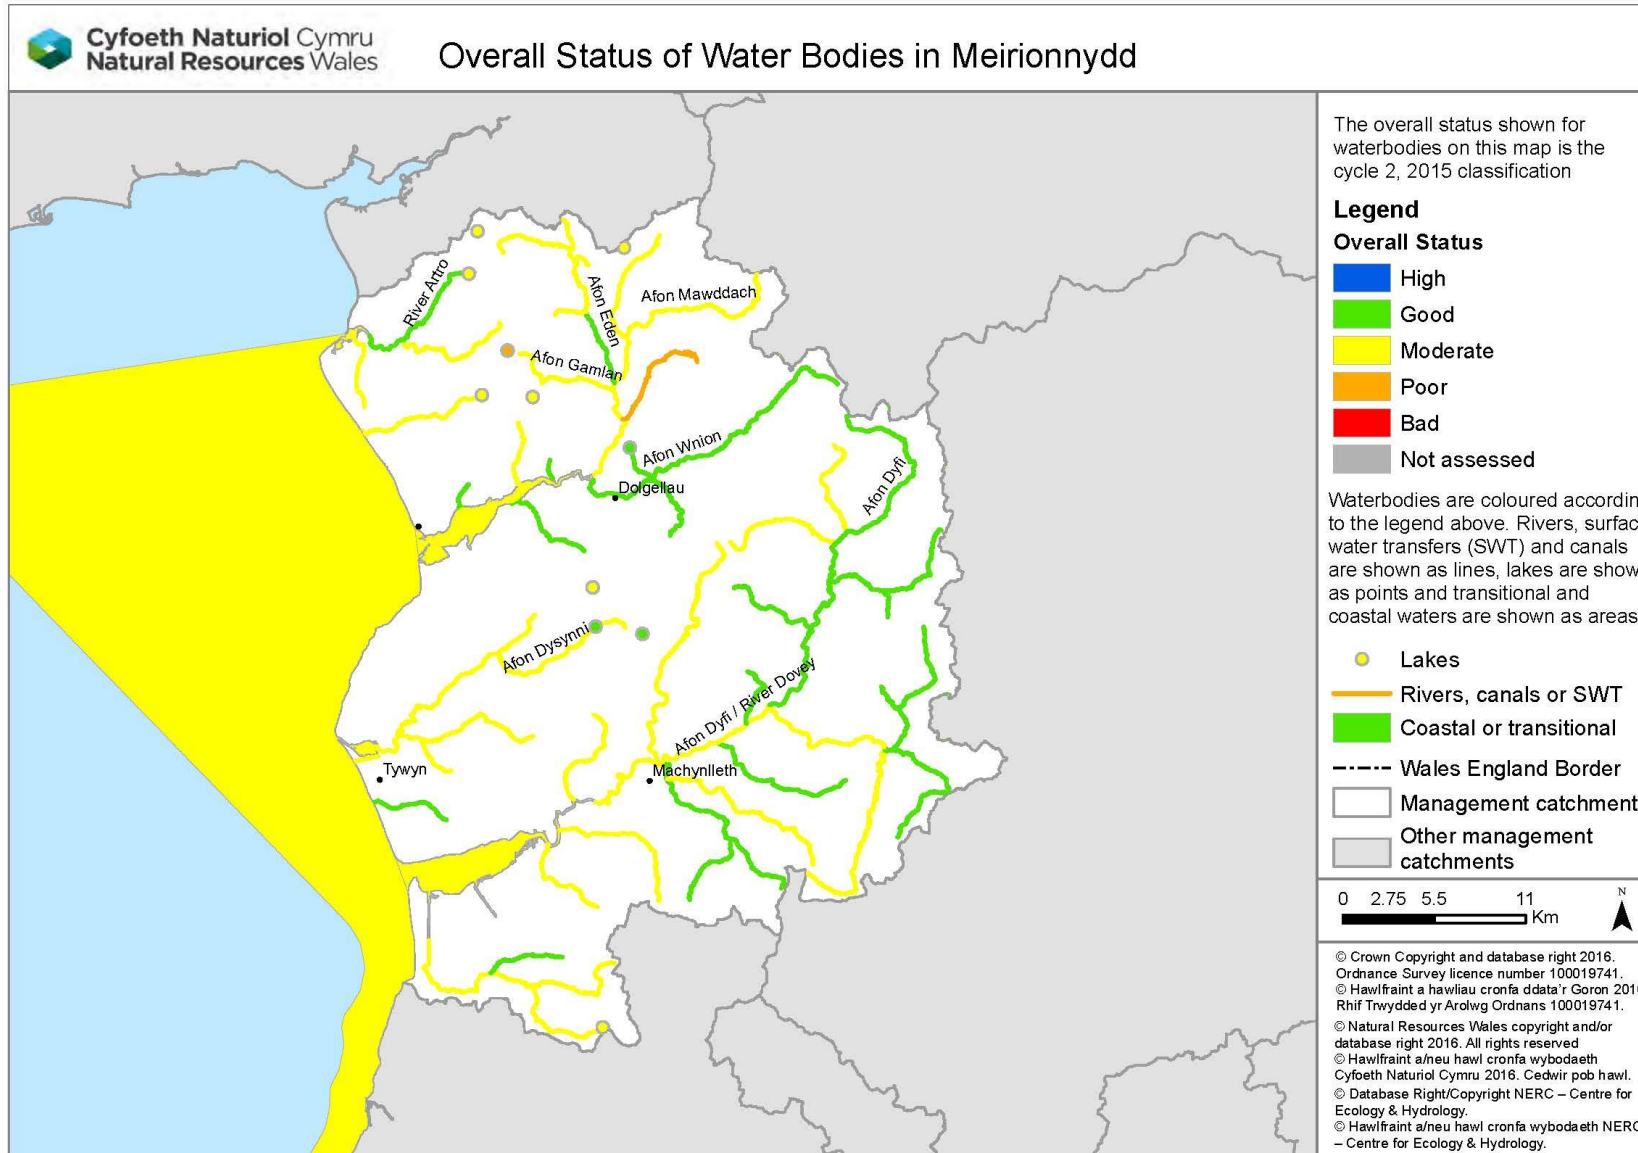 Cyfoeth Naturiol Cymru
Natural Resources Wales
Overall Status of Water Bodies in Meirionnydd
River Artro
Afon Eden
Afon Mawddach
Afon Gamlan
Afon Wnion
Dolgellau
Afon Dyfi
Afon Dysynni
Afon Dyfi / River Dovey
Tywyn
Machynlleth
The overall status shown for
waterbodies on this map is the
cycle 2, 2015 classification
Legend
Overall Status
High
Good
Moderate
Poor
Bad
Not assessed
Waterbodies are coloured accordin
to the legend above. Rivers, surfac
water transfers (SWT) and canals
are shown as lines, lakes are show
as points and transitional and
coastal waters are shown as areas
Lakes
Rivers, canals or SWT
Coastal or transitional
Wales England Border
Management catchment
Other management
catchments
0 2.75 5.5 11
Km
N
© Crown Copyright and database right 2016.
Ordnance Survey licence number 100019741.
© Hawlfraint a hawliau cronfa ddata'r Goron 201
Rhif Trwydded yr Arolwg Ordnans 100019741.
© Natural Resources Wales copyright and/or
database right 2016. All rights reserved
© Hawlfraint a/neu hawl cronfa wybodaeth
Cyfoeth Naturiol Cymru 2016. Cedwir pob hawl.
© Database Right/Copyright NERC – Centre for
Ecology & Hydrology.
© Hawlfraint a/neu hawl cronfa wybodaeth NERC
– Centre for Ecology & Hydrology.